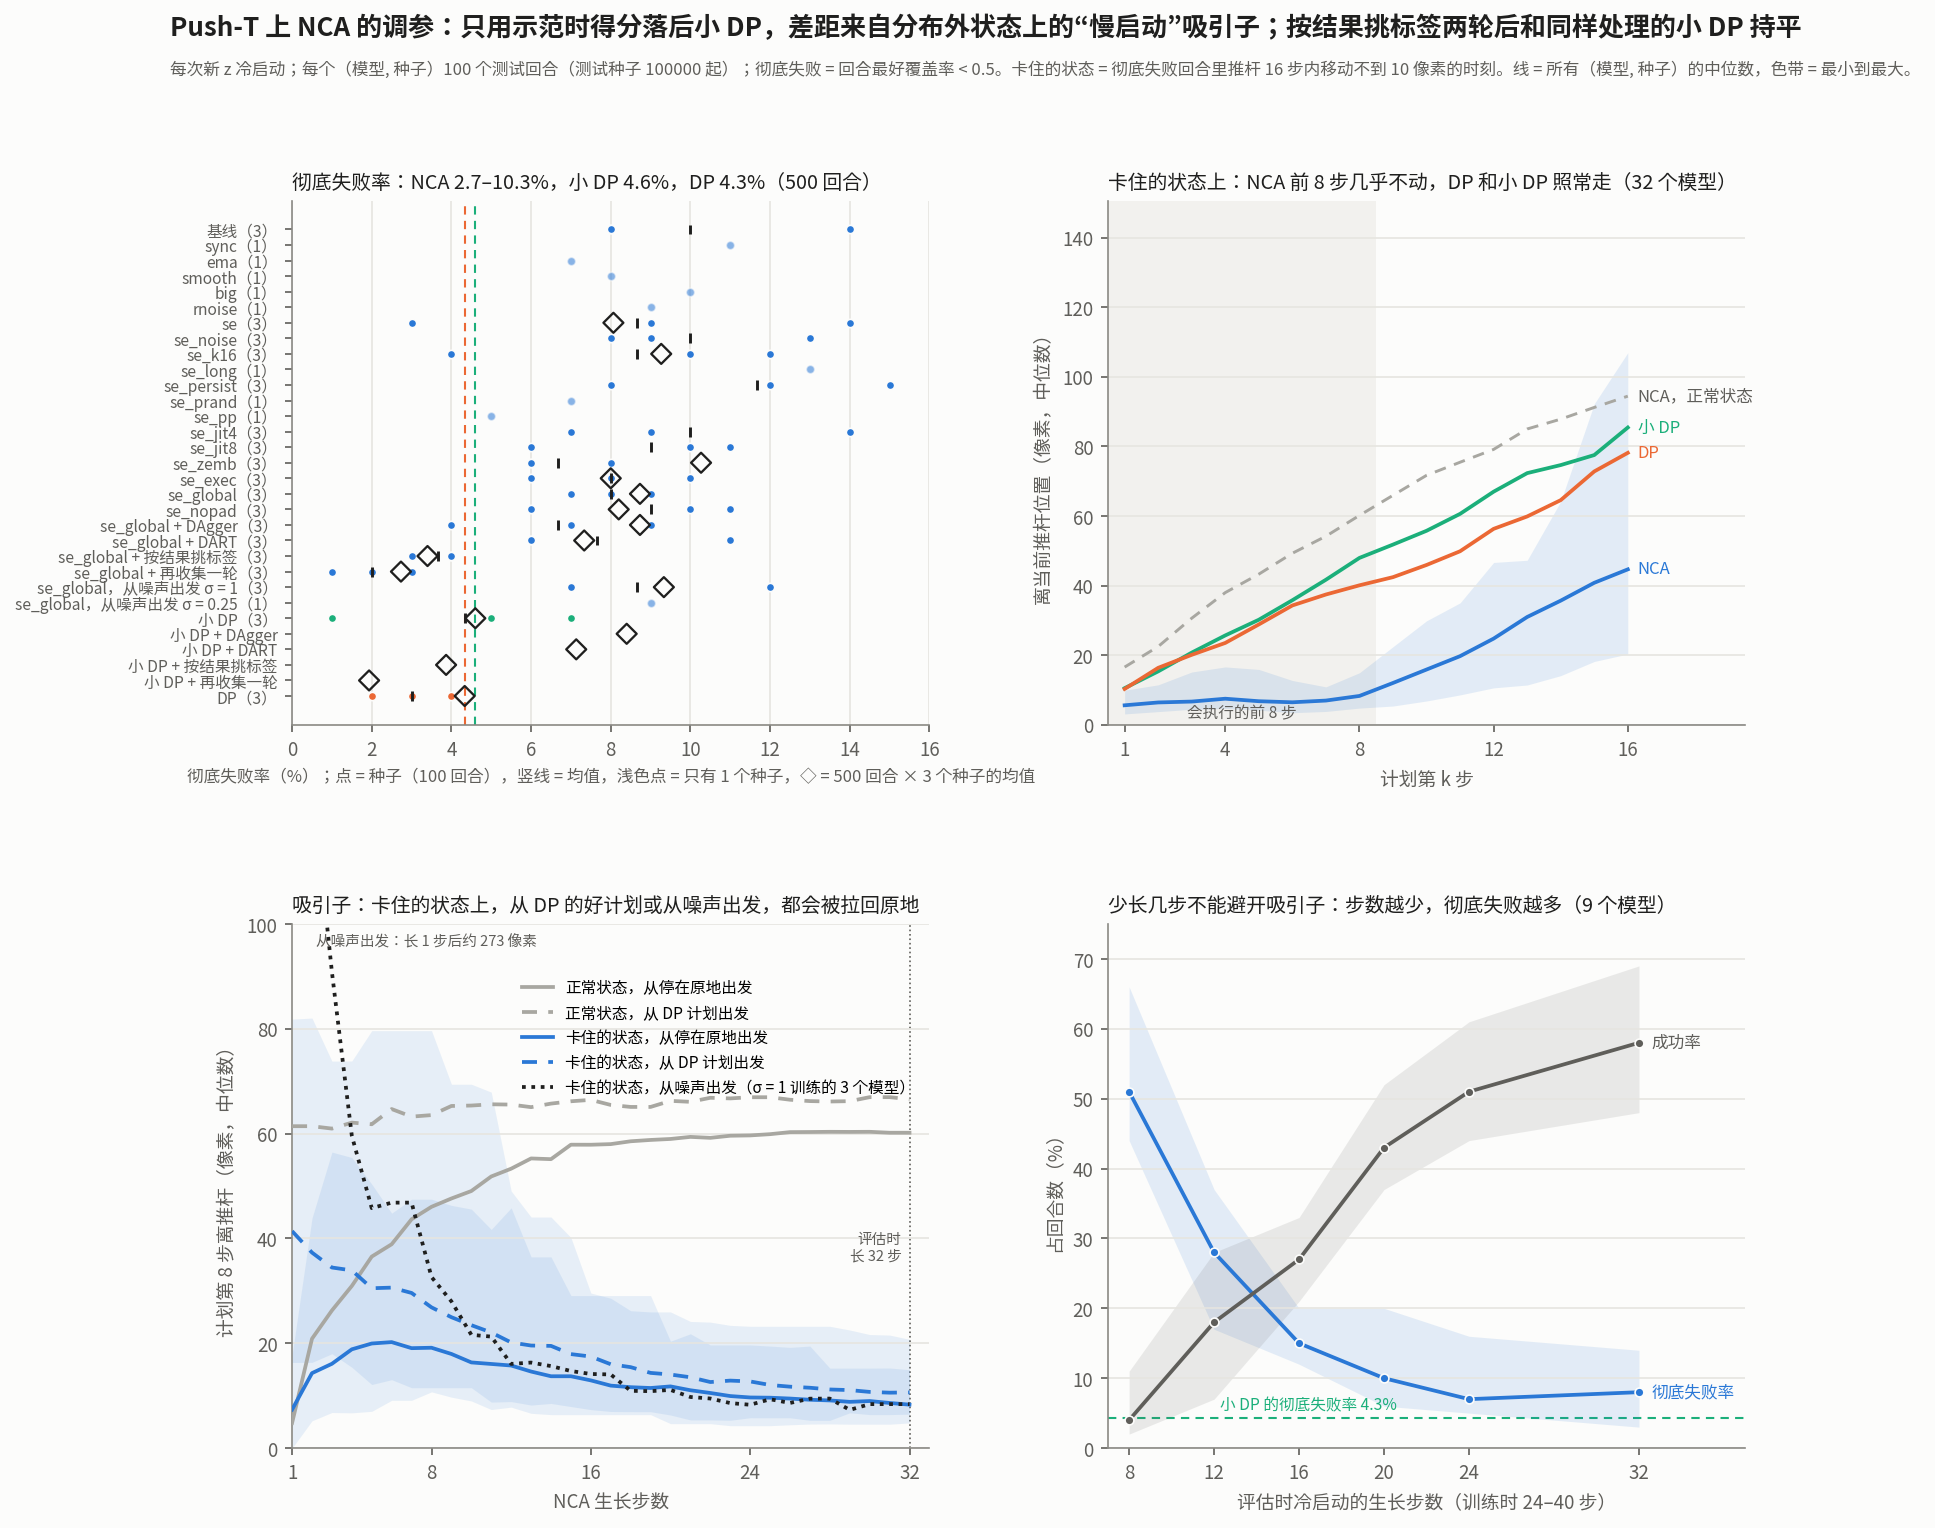 Push-T 上 NCA 的调参：只用示范时得分落后小 DP，差距来自分布外状态上的“慢启动”吸引子；按结果挑标签两轮后和同样处理的小 DP 持平
每次新 z 冷启动；每个（模型, 种子）100 个测试回合（测试种子 100000 起）；彻底失败 = 回合最好覆盖率 < 0.5。卡住的状态 = 彻底失败回合里推杆 16 步内移动不到 10 像素的时刻。线 = 所有（模型, 种子）的中位数，色带 = 最小到最大。
彻底失败率：NCA 2.7–10.3%，小 DP 4.6%，DP 4.3%（500 回合）
基线（3）
sync（1）
ema（1）
smooth（1）
big（1）
rnoise（1）
se（3）
se_noise（3）
se_k16（3）
se_long（1）
se_persist（3）
se_prand（1）
se_pp（1）
se_jit4（3）
se_jit8（3）
se_zemb（3）
se_exec（3）
se_global（3）
se_nopad（3）
se_global + DAgger（3）
se_global + DART（3）
se_global + 按结果挑标签（3）
se_global + 再收集一轮（3）
se_global，从噪声出发 σ = 1（3）
se_global，从噪声出发 σ = 0.25（1）
小 DP（3）
小 DP + DAgger
小 DP + DART
小 DP + 按结果挑标签
小 DP + 再收集一轮
DP（3）
0 2 4 6 8 10 12 14 16
彻底失败率（%）；点 = 种子（100 回合），竖线 = 均值，浅色点 = 只有 1 个种子，◇ = 500 回合 × 3 个种子的均值
卡住的状态上：NCA 前 8 步几乎不动，DP 和小 DP 照常走（32 个模型）
离当前推杆位置（像素，中位数）
140
120
100
80
60
40
20
0
NCA，正常状态
小 DP
DP
NCA
会执行的前 8 步
1 4 8 12 16
计划第 k 步
吸引子：卡住的状态上，从 DP 的好计划或从噪声出发，都会被拉回原地
计划第 8 步离推杆（像素，中位数）
100
80
60
40
20
0
从噪声出发：长 1 步后约 273 像素
正常状态，从停在原地出发
正常状态，从 DP 计划出发
卡住的状态，从停在原地出发
卡住的状态，从 DP 计划出发
卡住的状态，从噪声出发（σ = 1 训练的 3 个模型）
评估时
长 32 步
1 8 16 24 32
NCA 生长步数
少长几步不能避开吸引子：步数越少，彻底失败越多（9 个模型）
占回合数（%）
70
60
50
40
30
20
10
0
成功率
彻底失败率
小 DP 的彻底失败率 4.3%
8 12 16 20 24 32
评估时冷启动的生长步数（训练时 24–40 步）